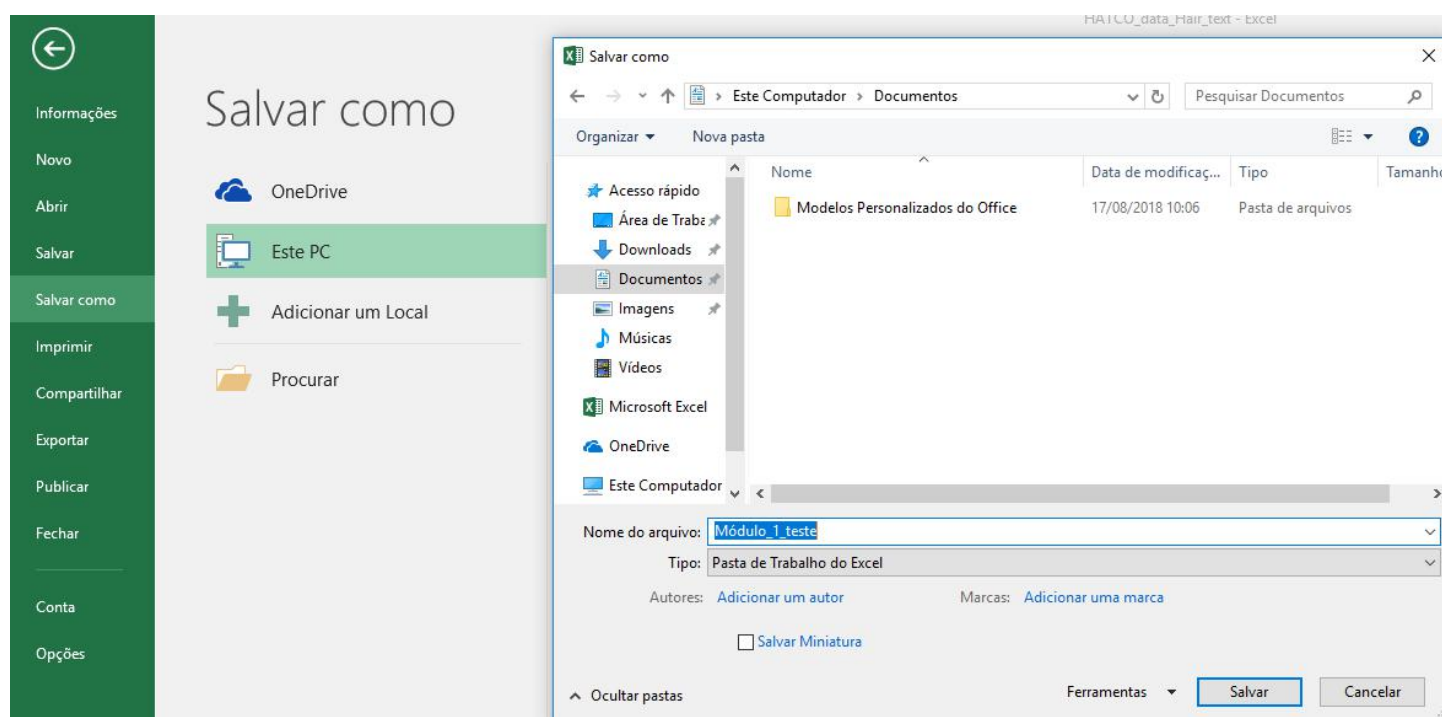 HATCO_data_Hair_text - Excel
Informações
Novo
Abrir
Salvar
Salvar como
Imprimir
Compartilhar
Exportar
Publicar
Fechar
Conta
Opções
Salvar como
OneDrive
Este PC
Adicionar um Local
Procurar
Salvar como
Este Computador > Documentos
Pesquisar Documentos
Organizar
Nova pasta
Nome
Data de modificaç...
Tipo
Tamanho
Acesso rápido
Área de Traba
Downloads
Documentos
Imagens
Músicas
Vídeos
Microsoft Excel
OneDrive
Este Computador
Modelos Personalizados do Office
17/08/2018 10:06
Pasta de arquivos
Nome do arquivo: Módulo_1_teste
Tipo: Pasta de Trabalho do Excel
Autores: Adicionar um autor
Marcas: Adicionar uma marca
Salvar Miniatura
Ocultar pastas
Ferramentas
Salvar
Cancelar